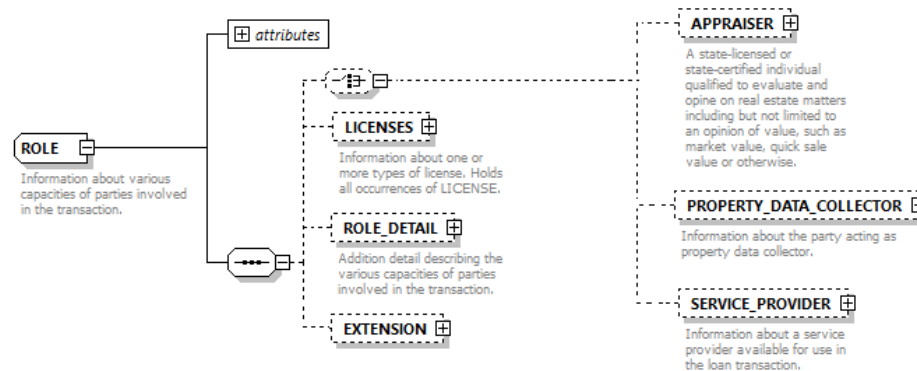 attributes
ROLE
Information about various
capacities of parties involved
in the transaction.
LICENSES
Information about one or
more types of license. Holds
all occurrences of LICENSE.
ROLE_DETAIL
Addition detail describing the
various capacities of parties
involved in the transaction.
EXTENSION
APPRAISER
A state-licensed or
state-certified individual
qualified to evaluate and
opine on real estate matters
including but not limited to
an opinion of value, such as
market value, quick sale
value or otherwise.
PROPERTY_DATA_COLLECTOR
Information about the party acting as
property data collector.
SERVICE_PROVIDER
Information about a service
provider available for use in
the loan transaction.